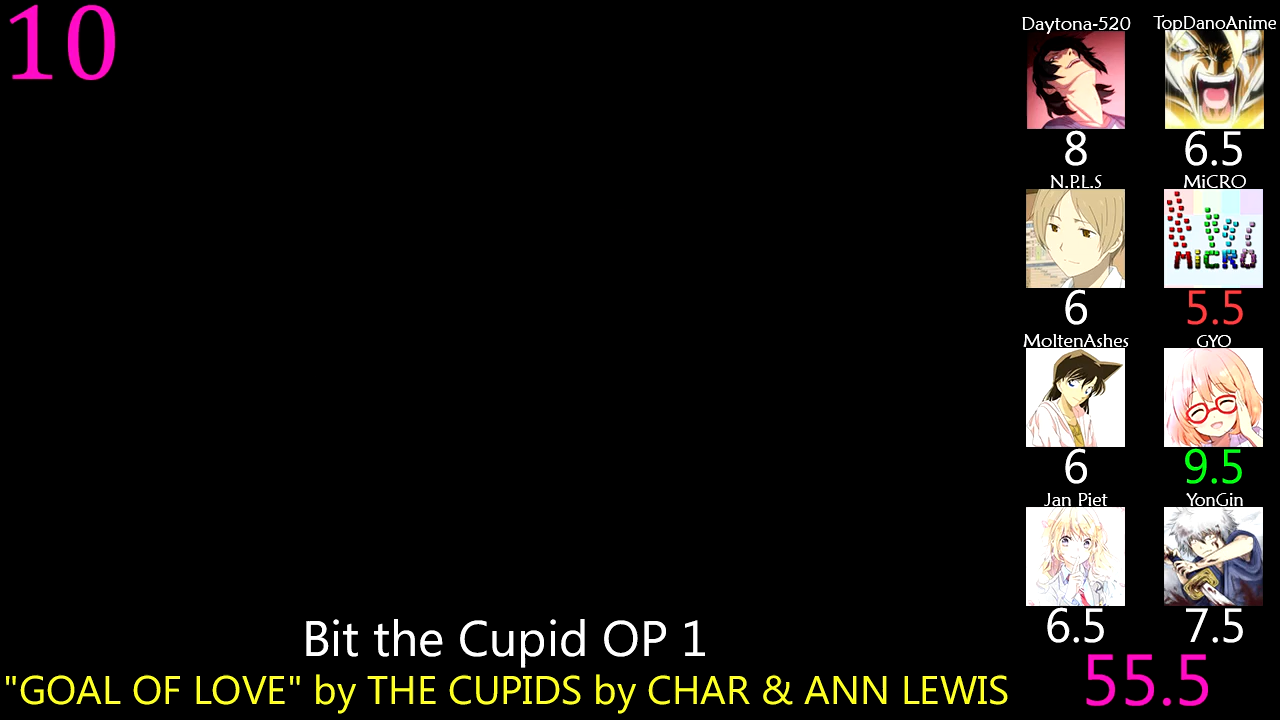 10
Daytona-520 TopDanoAnime
8 6.5
N.P.L.S MiCRO
MiCRO
6 5.5
MoltenAshes GYO
6 9.5
Jan Piet YonGin
6.5 7.5
Bit the Cupid OP 1
"GOAL OF LOVE" by THE CUPIDS by CHAR & ANN LEWIS
55.5